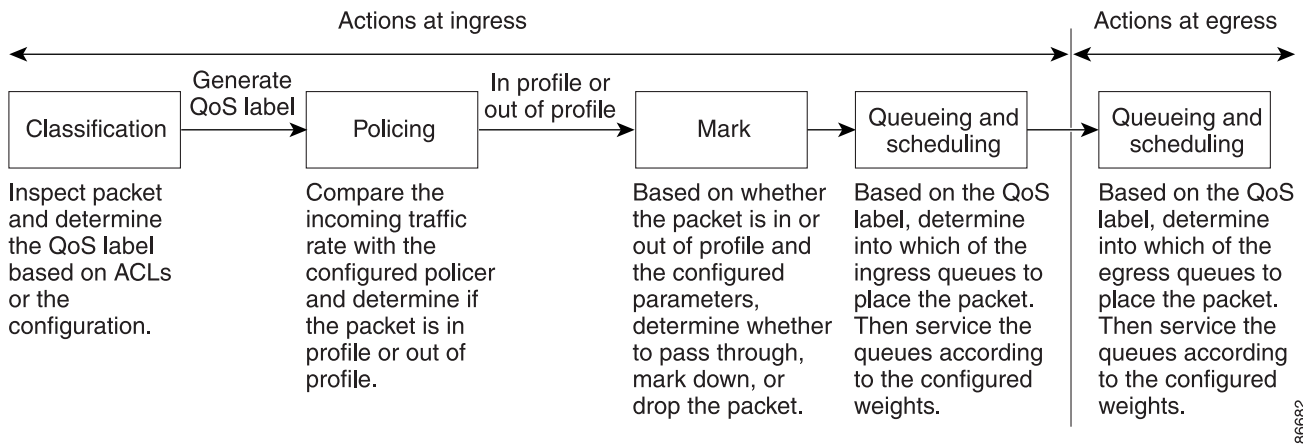 Actions at ingress
Actions at egress
Generate
QoS label
In profile or
out of profile
Classification
Policing
Mark
Queueing and
scheduling
Queueing and
scheduling
Inspect packet
and determine
the QoS label
based on ACLs
or the
configuration.
Compare the
incoming traffic
rate with the
configured policer
and determine if
the packet is in
profile or out of
profile.
Based on whether
the packet is in or
out of profile and
the configured
parameters,
determine whether
to pass through,
mark down, or
drop the packet.
Based on the QoS
label, determine
into which of the
ingress queues to
place the packet.
Then service the
queues according
to the configured
weights.
Based on the QoS
label, determine
into which of the
egress queues to
place the packet.
Then service the
queues according
to the configured
weights.
86682